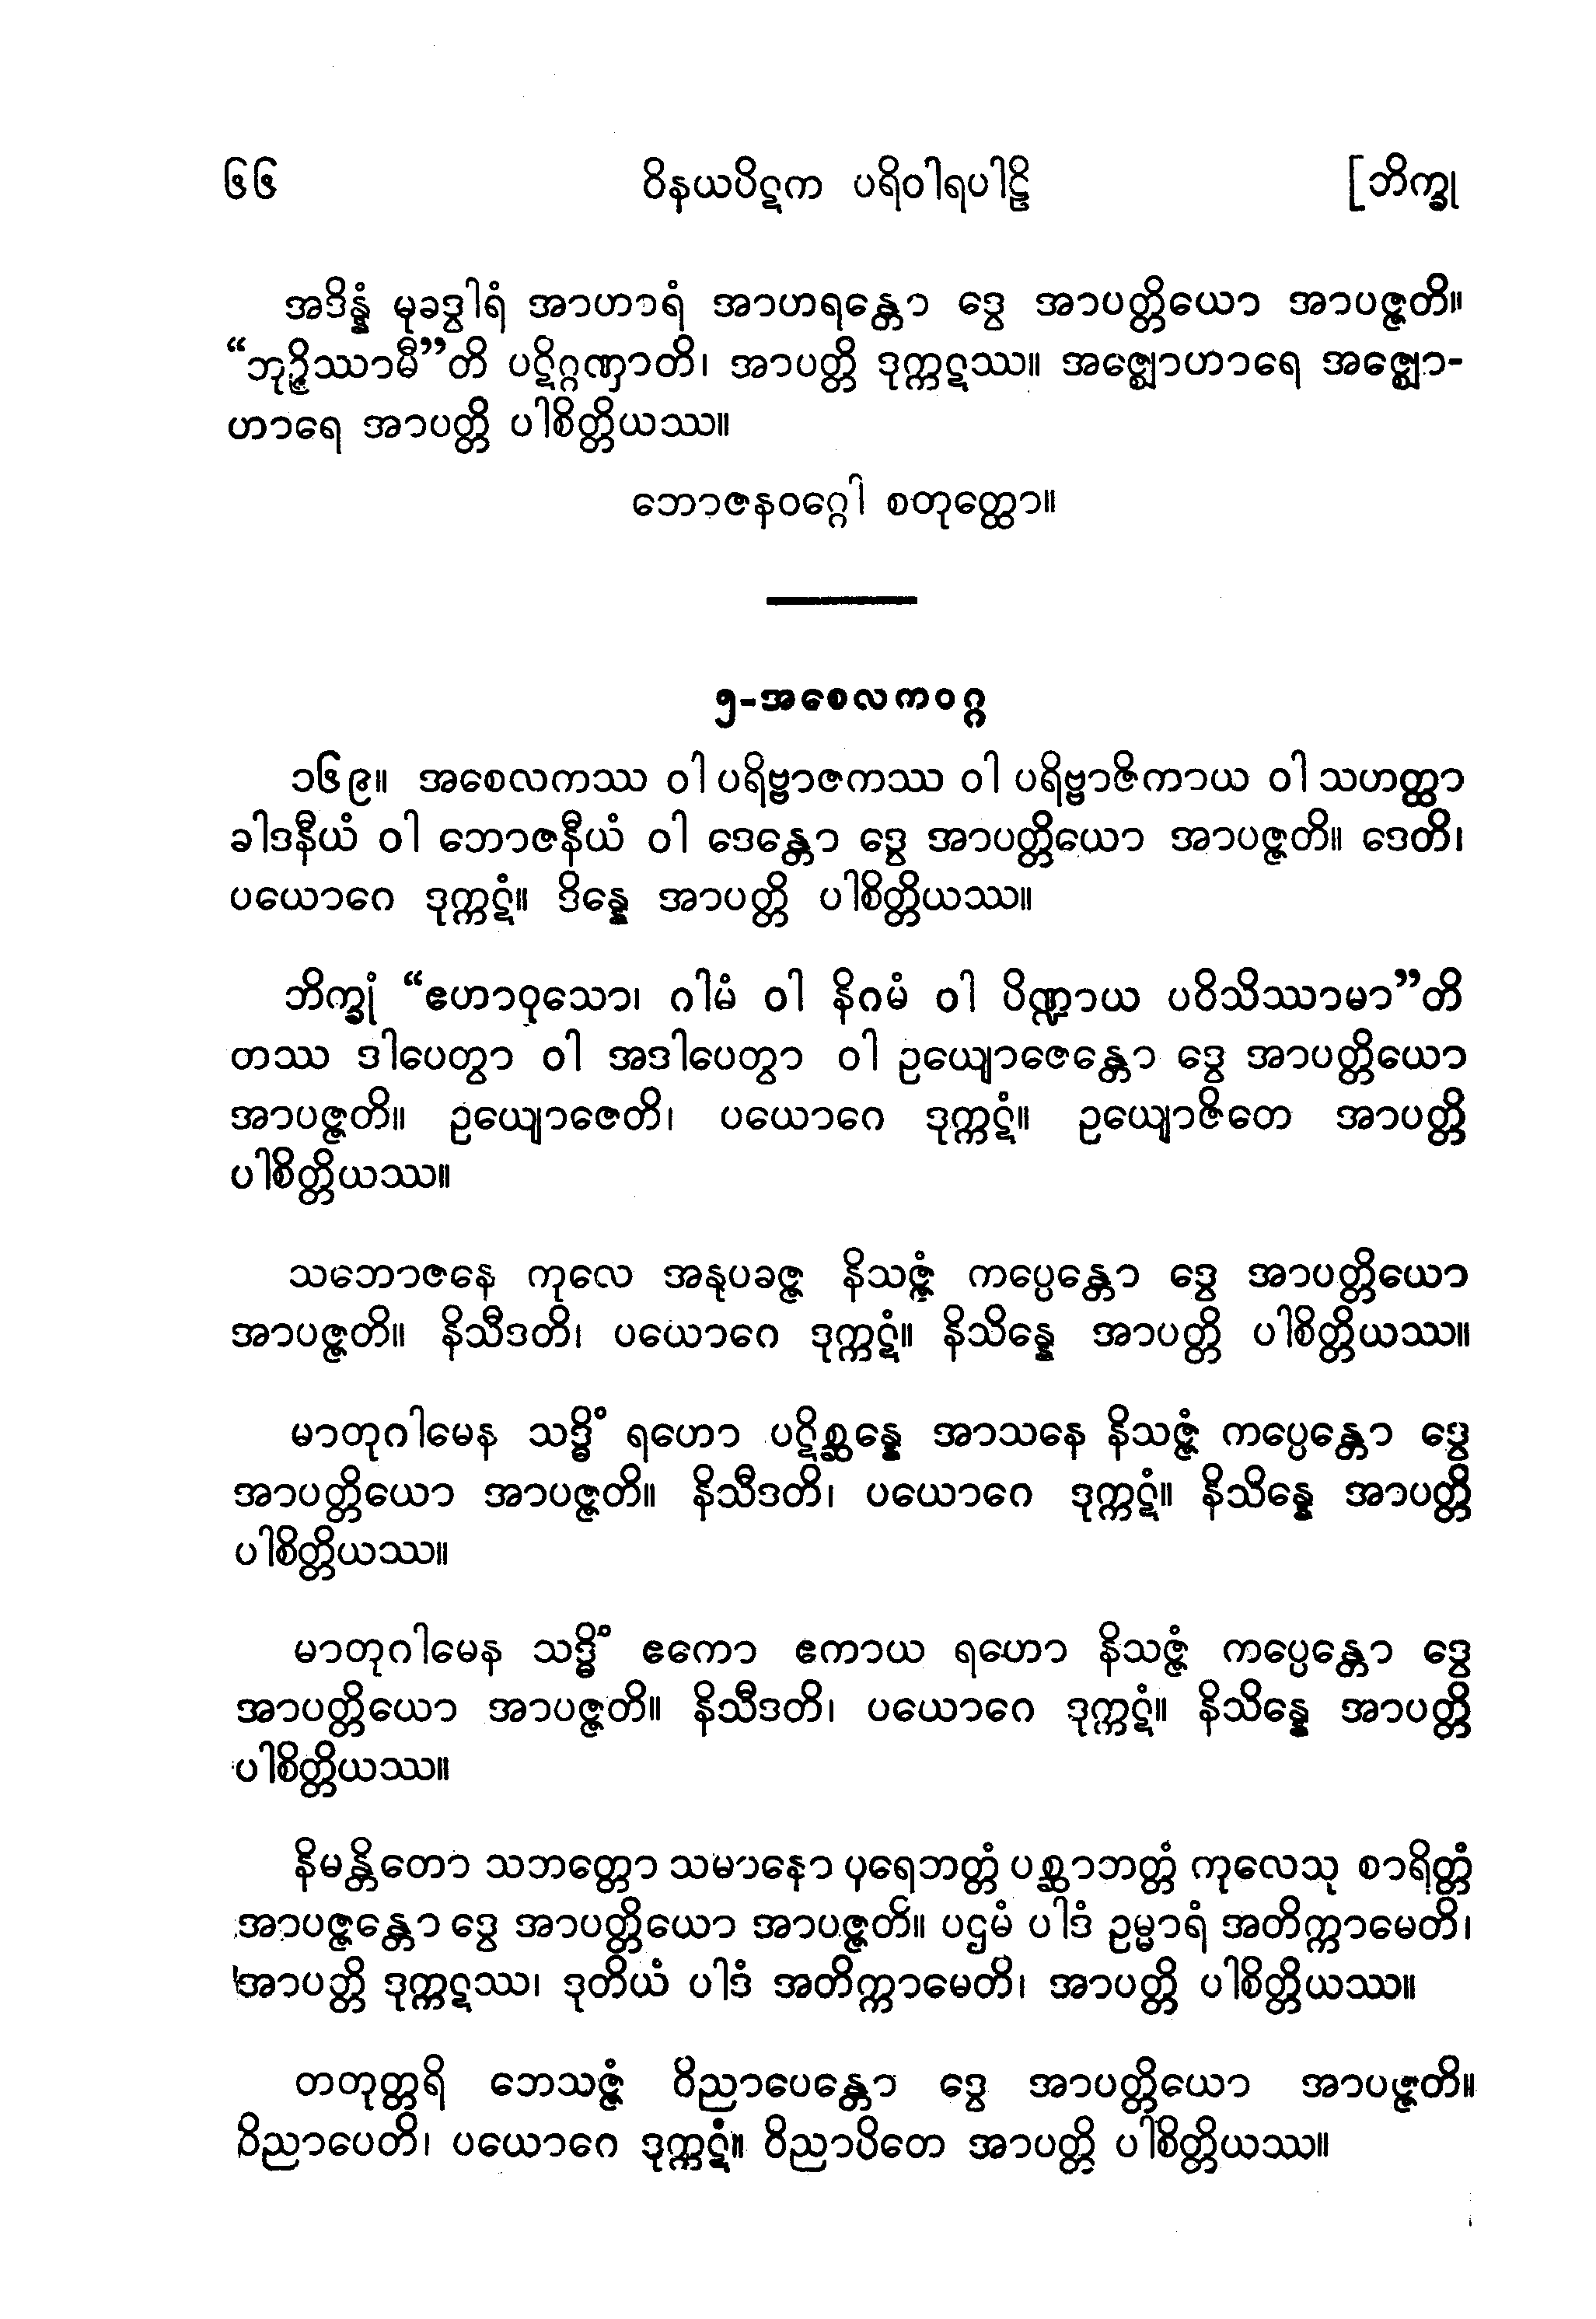 ၆၆ ဝိနယပိဋက ပရိဝါရပါဠိ [ဘိက္ခု
အဒိန္နံ မုခဒွါရံ အာဟာရံ အာဟရန္တော ဒွေ အာပတ္တိယော အာပဇ္ဇတိ။
“ဘုဉ္ဇိဿာမီ”တိ ပဋိဂ္ဂဏှာတိ၊ အာပတ္တိ ဒုက္ကဋဿ။ အဇ္ဈောဟာရေ အဇ္ဈော-
ဟာရေ အာပတ္တိ ပါစိတ္တိယဿ။
ဘောဇနဝဂ္ဂေါ စတုတ္ထော။
၅-အစေလကဝဂ္ဂ
၁၆၉။ အစေလကဿ ဝါ ပရိဗ္ဗာဇကဿ ဝါ ပရိဗ္ဗာဇိကာယ ဝါ သဟတ္ထာ
ခါဒနီယံ ဝါ ဘောဇနီယံ ဝါ ဒေန္တော ဒွေ အာပတ္တိယော အာပဇ္ဇတိ။ ဒေတိ၊
ပယောဂေ ဒုက္ကဋံ။ ဒိန္နေ အာပတ္တိ ပါစိတ္တိယဿ။
ဘိက္ခုံ “ဧဟာဝုသော၊ ဂါမံ ဝါ နိဂမံ ဝါ ပိဏ္ဍာယ ပဝိသိဿာမာ”တိ
တဿ ဒါပေတွာ ဝါ အဒါပေတွာ ဝါ ဥယျောဇေန္တော ဒွေ အာပတ္တိယော
အာပဇ္ဇတိ။ ဥယျောဇေတိ၊ ပယောဂေ ဒုက္ကဋံ။ ဥယျောဇိတေ အာပတ္တိ
ပါစိတ္တိယဿ။
သဘောဇနေ ကုလေ အနုပခဇ္ဇ နိသဇ္ဇံ ကပ္ပေန္တော ဒွေ အာပတ္တိယော
အာပဇ္ဇတိ။ နိသီဒတိ၊ ပယောဂေ ဒုက္ကဋံ။ နိသိန္နေ အာပတ္တိ ပါစိတ္တိယဿ။
မာတုဂါမေန သဒ္ဓိံ ရဟော ပဋိစ္ဆန္နေ အာသနေ နိသဇ္ဇံ ကပ္ပေန္တော ဒွေ
အာပတ္တိယော အာပဇ္ဇတိ။ နိသီဒတိ၊ ပယောဂေ ဒုက္ကဋံ။ နိသိန္နေ အာပတ္တိ
ပါစိတ္တိယဿ။
မာတုဂါမေန သဒ္ဓိံ ဧကော ဧကာယ ရဟော နိသဇ္ဇံ ကပ္ပေန္တော ဒွေ
အာပတ္တိယော အာပဇ္ဇတိ။ နိသီဒတိ၊ ပယောဂေ ဒုက္ကဋံ။ နိသိန္နေ အာပတ္တိ
ပါစိတ္တိယဿ။
နိမန္တိတော သဘတ္တော သမာနော ပုရေဘတ္တံ ပစ္ဆာဘတ္တံ ကုလေသု စာရိတ္တံ
အာပဇ္ဇန္တော ဒွေ အာပတ္တိယော အာပဇ္ဇတိ။ ပဌမံ ပါဒံ ဥမ္မာရံ အတိက္ကာမေတိ၊
အာပတ္တိ ဒုက္ကဋဿ၊ ဒုတိယံ ပါဒံ အတိက္ကာမေတိ၊ အာပတ္တိ ပါစိတ္တိယဿ။
တတုတ္တရိ ဘေသဇ္ဇံ ဝိညာပေန္တော ဒွေ အာပတ္တိယော အာပဇ္ဇတိ။
ဝိညာပေတိ၊ ပယောဂေ ဒုက္ကဋံ။ ဝိညာပိတေ အာပတ္တိ ပါစိတ္တိယဿ။